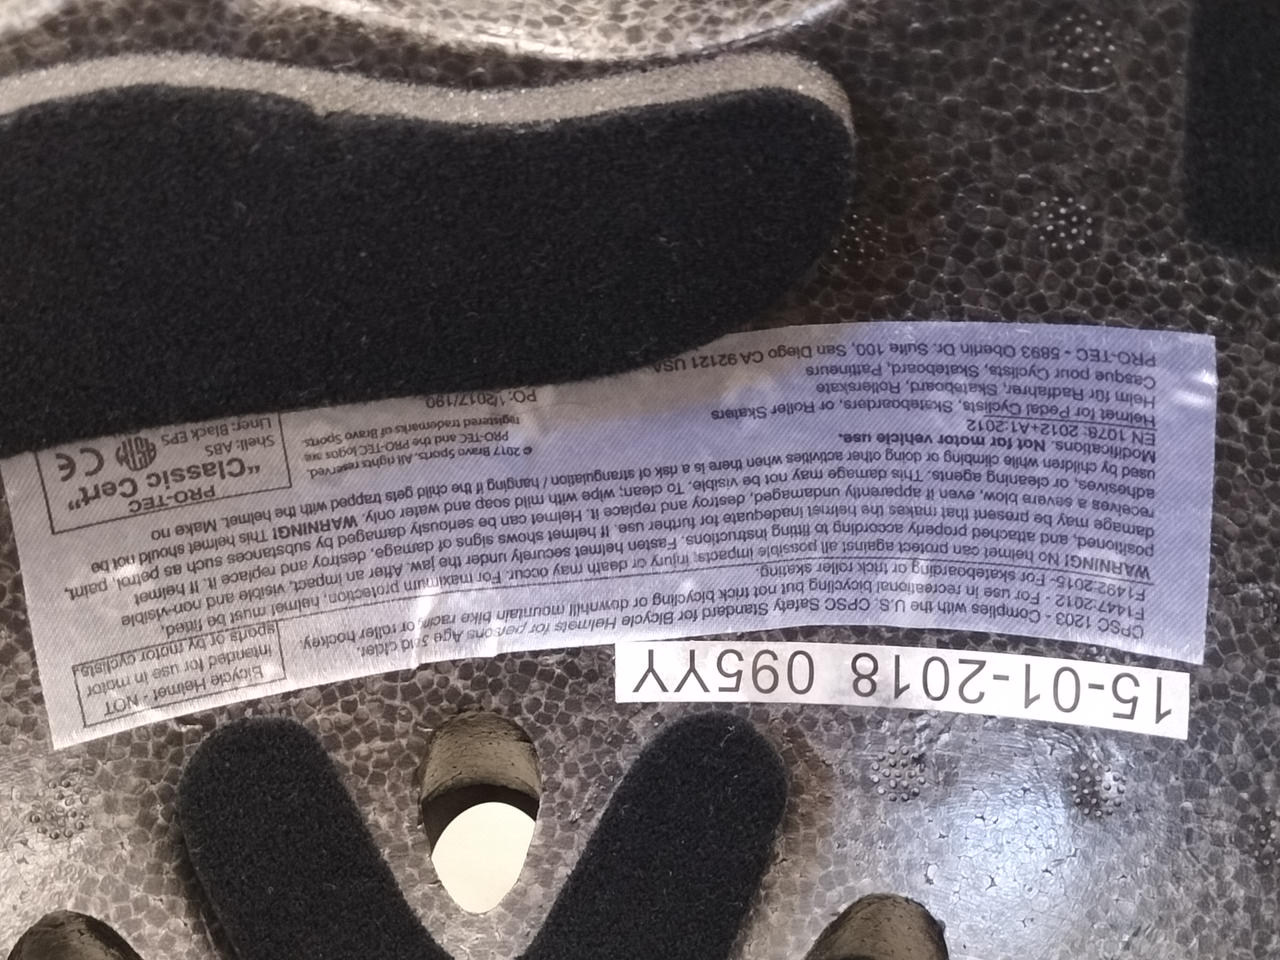 15-01-2018 095YY
CPSC 1203 - Complies with the U.S. CPSC Safety Standard for Bicycle Helmets for persons Age 5 and older.
F1447-2012 - For use in recreational bicycling but not trick bicycling or downhill mountain bike racing or roller hockey.
F1492-2015- For skateboarding or trick roller skating.
Bicycle Helmet - NOT
intended for use in motor
sports or by motor cyclists
WARNING! No helmet can protect against all possible impacts; injury or death may occur. For maximum protection, helmet must be fitted,
positioned, and attached properly according to fitting instructions. Fasten helmet securely under the jaw. After an impact, visible and non-visible
damage may be present that makes the helmet inadequate for further use. If helmet shows signs of damage, destroy and replace it. If helmet
receives a severe blow, even if apparently undamaged, destroy and replace it. Helmet can be seriously damaged by substances such as petrol, paint,
adhesives, or cleaning agents. This damage may not be visible. To clean; wipe with mild soap and water only. WARNING! This helmet should not be
used by children while climbing or doing other activities when there is a risk of strangulation / hanging if the child gets trapped with the helmet. Make no
Modifications. Not for motor vehicle use.
EN 1078: 2012+A1:2012
Helmet for Pedal Cyclists, Skateboarders, or Roller Skaters
Helm für Radfahrer, Skateboard, Rollerskate
Casque pour Cyclistes, Skateboard, Patineurs
PRO-TEC - 5893 Oberlin Dr. Suite 100, San Diego CA 92121 USA
© 2017 Bravo Sports. All rights reserved.
PRO-TEC and the PRO-TEC logos are
registered trademarks of Bravo Sports.
PO:1/2017/190
PRO-TEC
"Classic Cert"
Shell: ABS
Liner: Black EPS
ASTM
CE